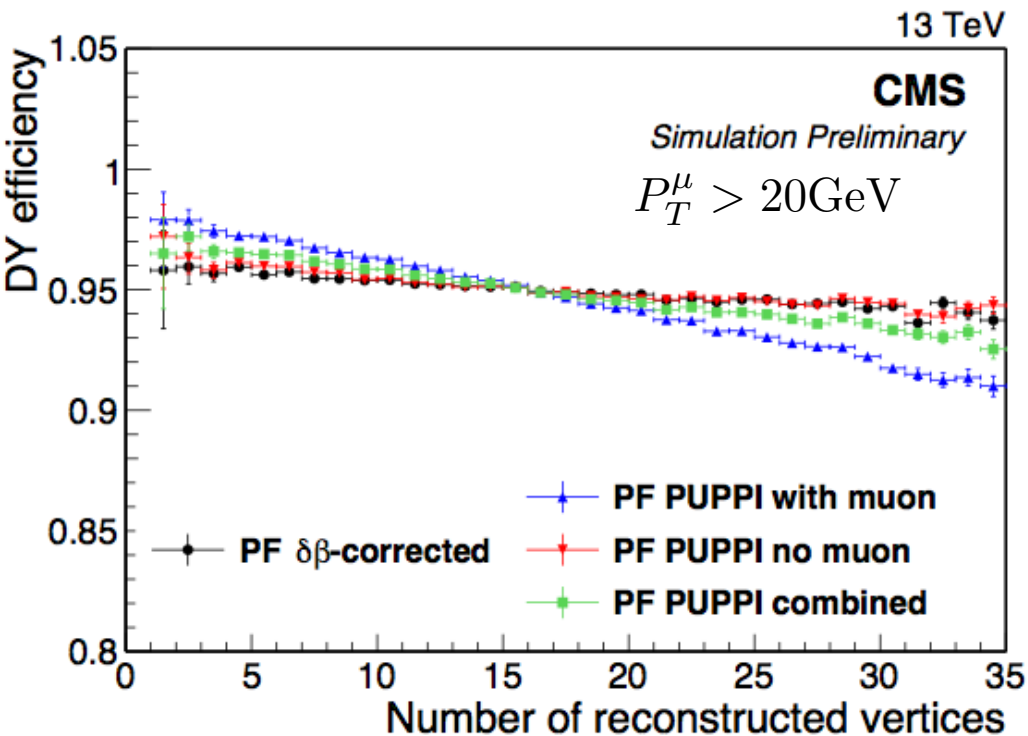 13 TeV
CMS
Simulation Preliminary
P_T^μ > 20GeV
DY efficiency
1.05
1
0.95
0.9
0.85
0.8
PF δβ-corrected
PF PUPPI with muon
PF PUPPI no muon
PF PUPPI combined
0 5 10 15 20 25 30 35
Number of reconstructed vertices